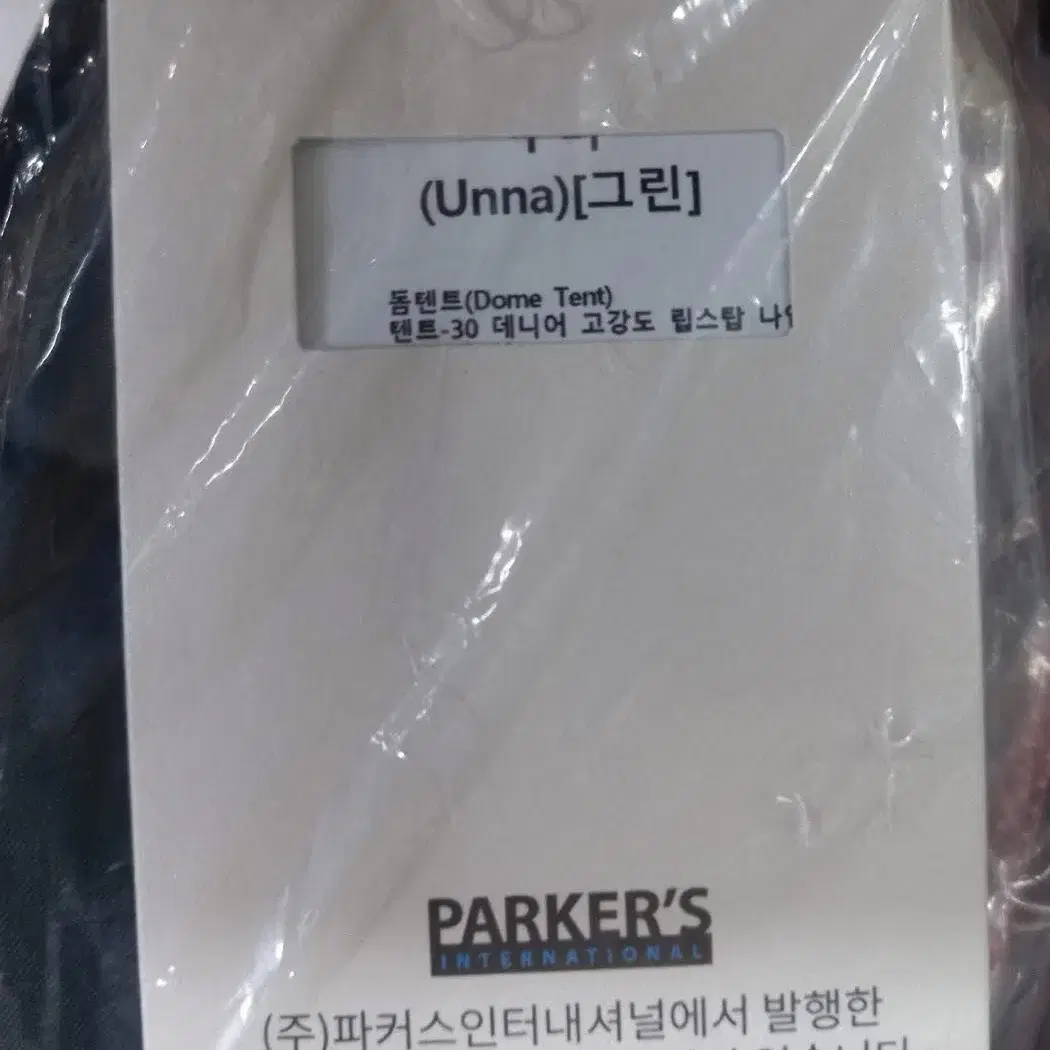 (Unna)[그린]
돔텐트(Dome Tent)
텐트-30 데니어 고강도 립스탑
PARKER'S
INTERNATIONAL
(주)파커스인터내셔널에서 발행한